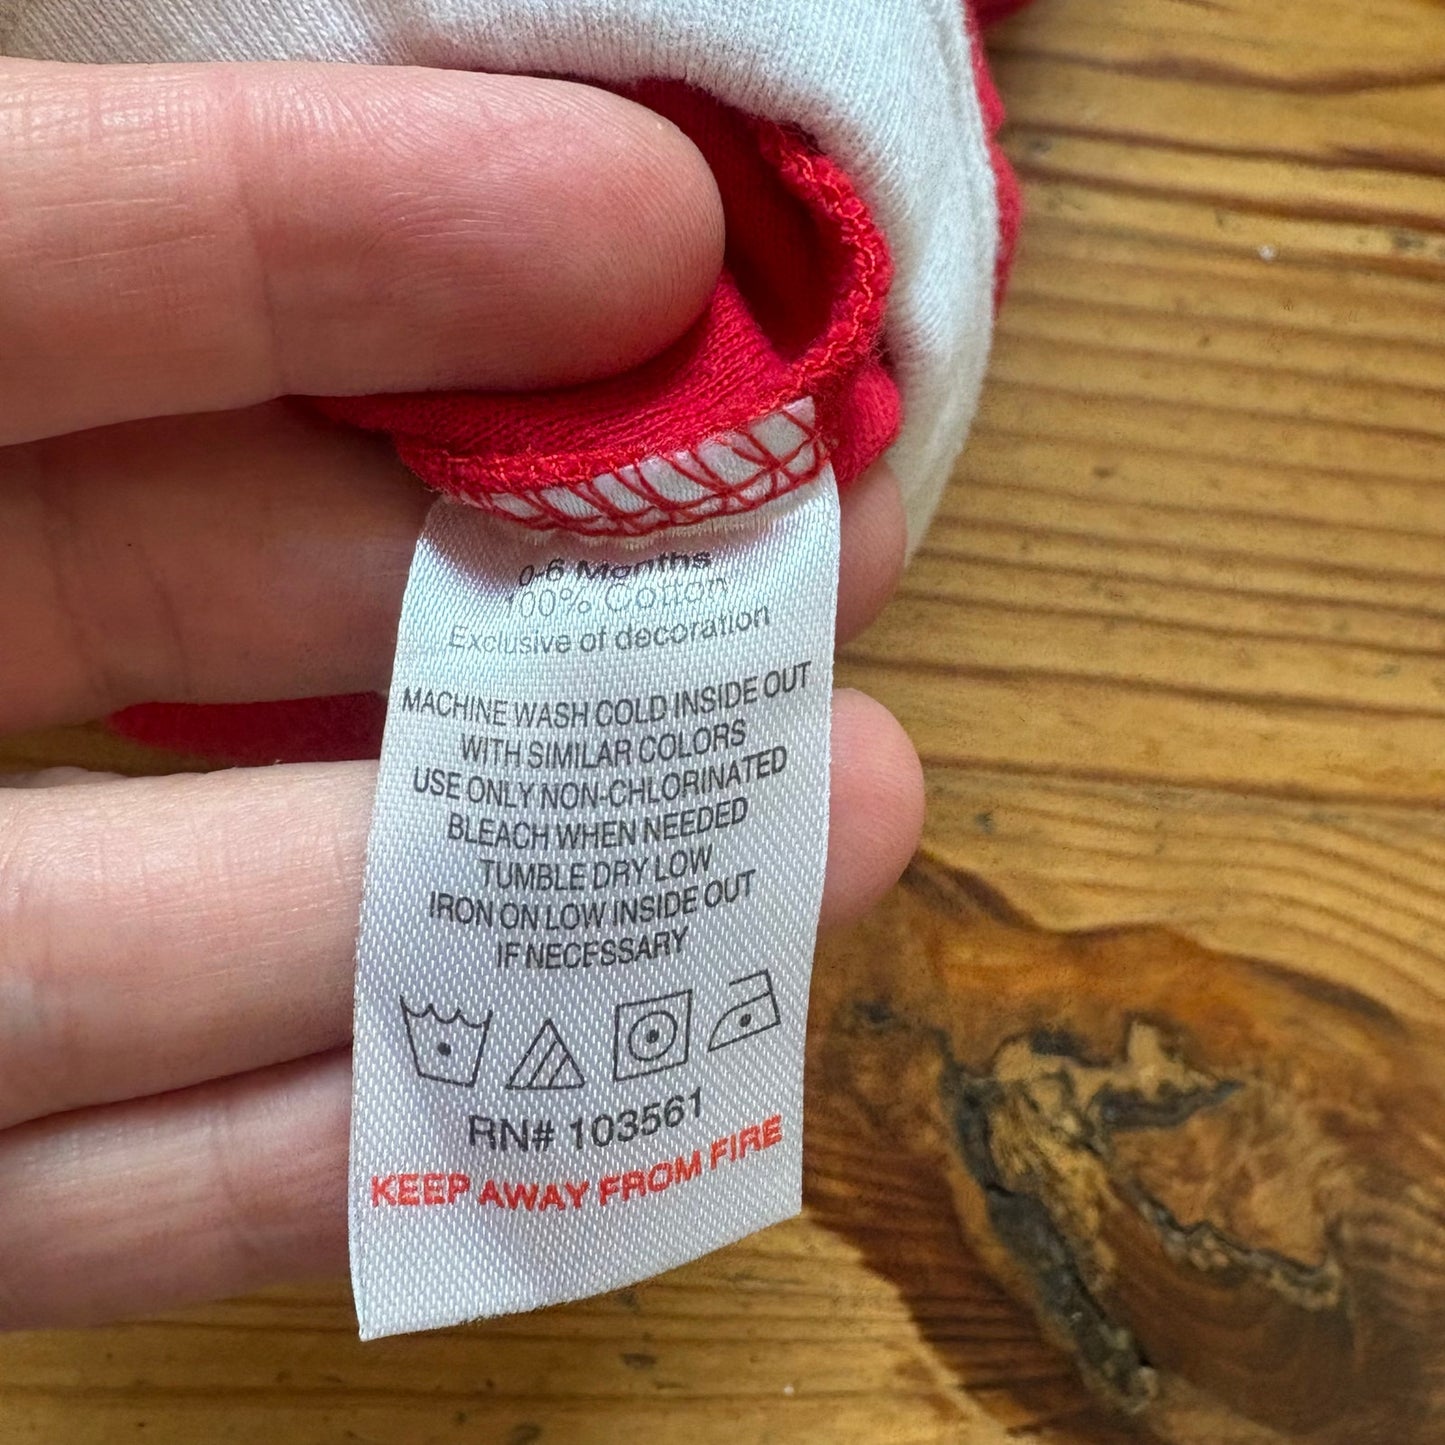 0-6 Months
100% Cotton
Exclusive of decoration
MACHINE WASH COLD INSIDE OUT
WITH SIMILAR COLORS
USE ONLY NON-CHLORINATED
BLEACH WHEN NEEDED
TUMBLE DRY LOW
IRON ON LOW INSIDE OUT
IF NECESSARY
RN# 103561
KEEP AWAY FROM FIRE